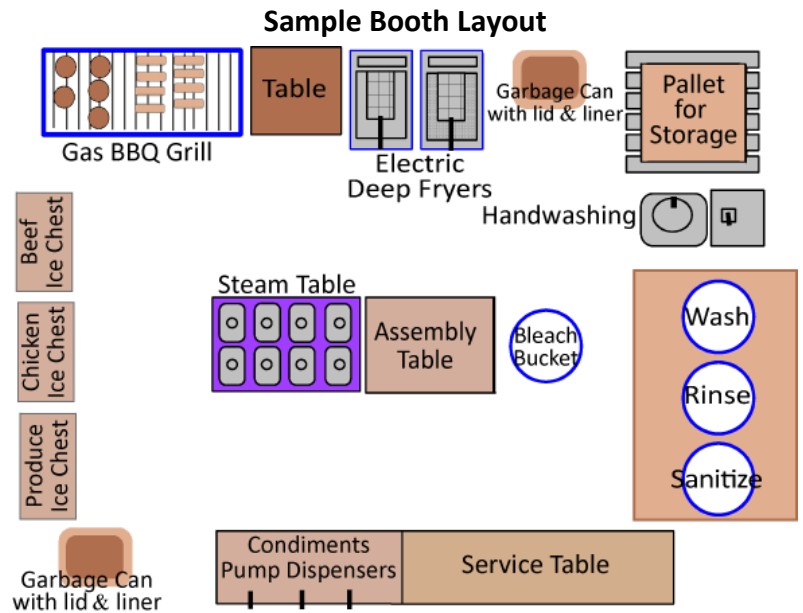 Sample Booth Layout
Gas BBQ Grill
Table
Electric
Deep Fryers
Garbage Can
with lid & liner
Pallet
for
Storage
Handwashing
Beef
Ice Chest
Chicken
Ice Chest
Produce
Ice Chest
Steam Table
Assembly
Table
Bleach
Bucket
Wash
Rinse
Sanitize
Garbage Can
with lid & liner
Condiments
Pump Dispensers
Service Table